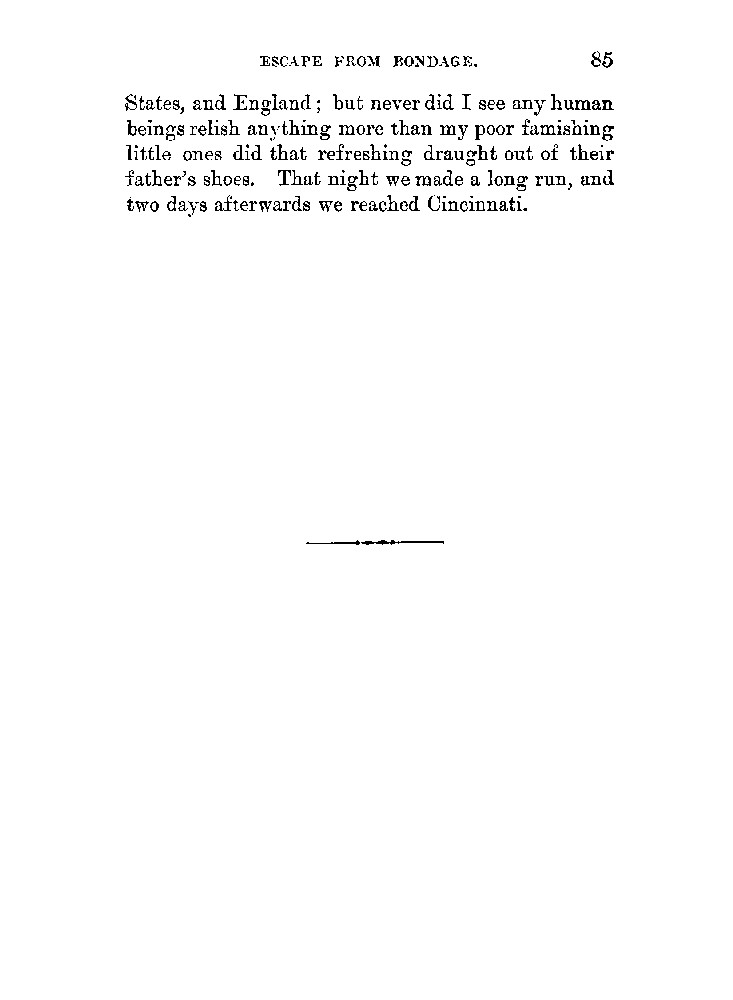 ESCAPE FROM BONDAGE. 85
States, and England; but never did I see any human
beings relish anything more than my poor famishing
little ones did that refreshing draught out of their
father's shoes. That night we made a long run, and
two days afterwards we reached Cincinnati.